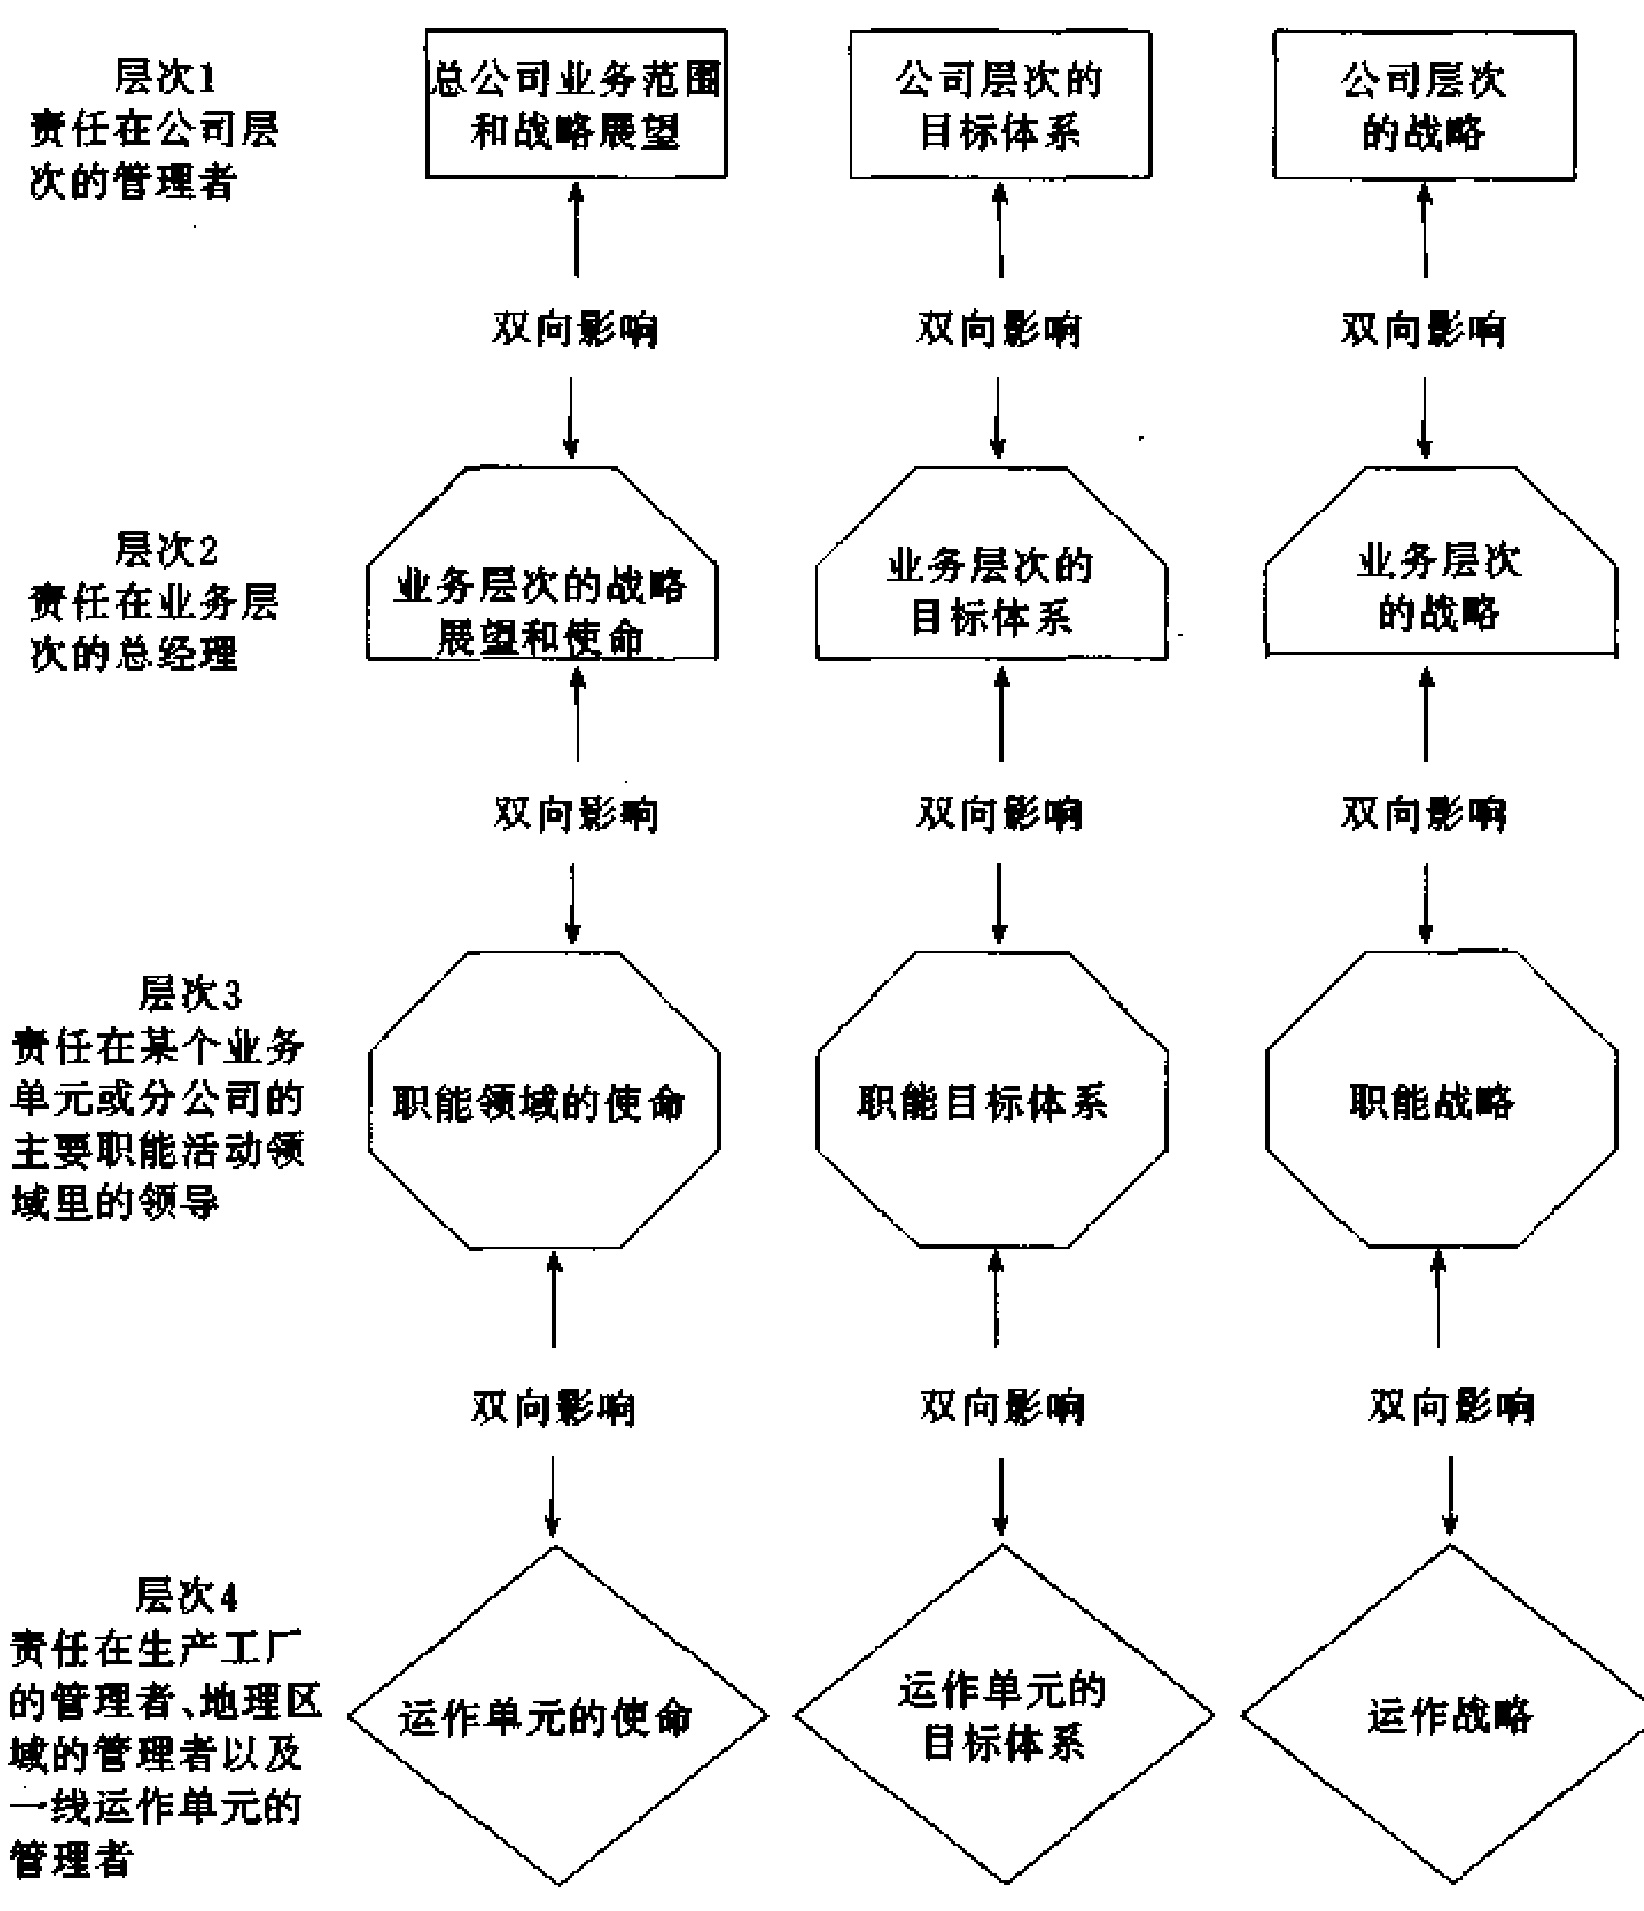 层次1
责任在公司层
次的管理者
总公司业务范围
和战略展望
公司层次的
目标体系
公司层次
的战略
双向影响
双向影响
双向影响
层次2
责任在业务层
次的总经理
业务层次的战略
展望和使命
业务层次的
目标体系
业务层次
的战略
双向影响
双向影响
双向影响
层次3
责任在某个业务
单元或分公司的
主要职能活动领
域里的领导
职能领域的使命
职能目标体系
职能战略
双向影响
双向影响
双向影响
层次4
责任在生产工厂
的管理者、地理区
域的管理者以及
一线运作单元的
管理者
运作单元的使命
运作单元的
目标体系
运作战略